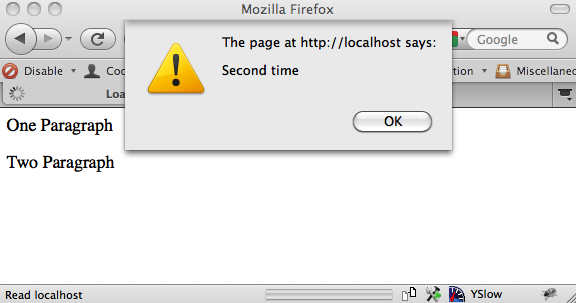 Mozilla Firefox
The page at http://localhost says:
Second time
OK
Google
Disable
Coo
tion
Miscellaneo
Loa
One Paragraph
Two Paragraph
Read localhost
YSlow